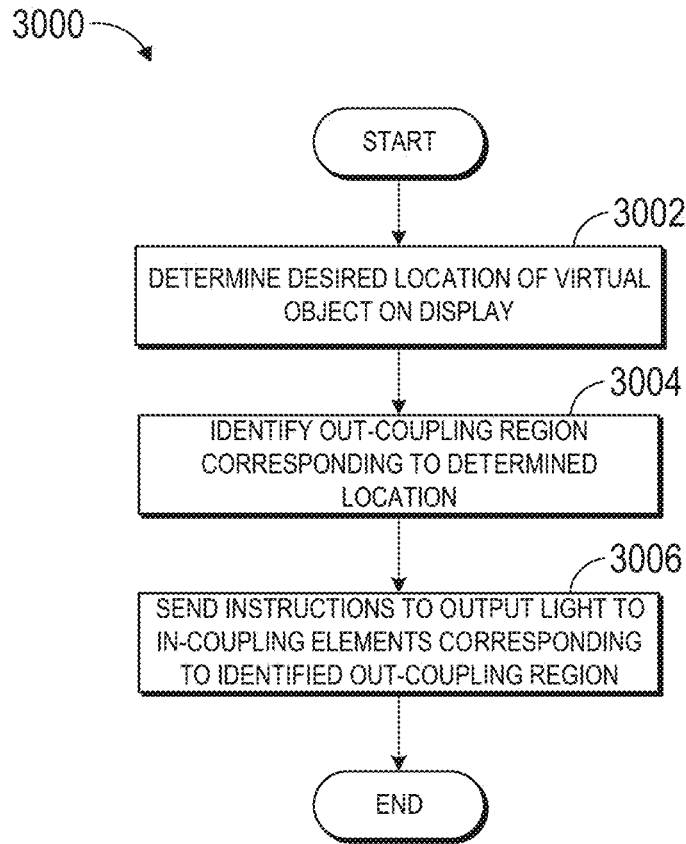 3000
START
3002
DETERMINE DESIRED LOCATION OF VIRTUAL
OBJECT ON DISPLAY
3004
IDENTIFY OUT-COUPLING REGION
CORRESPONDING TO DETERMINED
LOCATION
3006
SEND INSTRUCTIONS TO OUTPUT LIGHT TO
IN-COUPLING ELEMENTS CORRESPONDING
TO IDENTIFIED OUT-COUPLING REGION
END